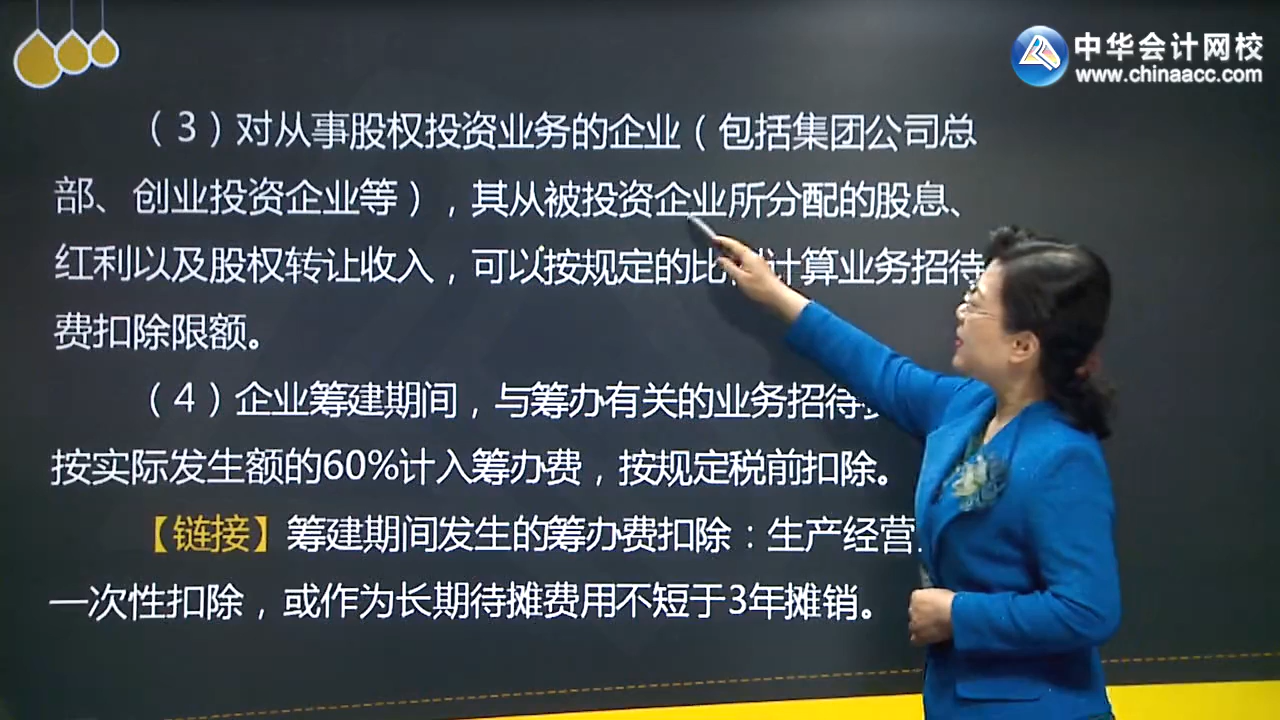 中华会计网校
www.chinaacc.com
（3）对从事股权投资业务的企业（包括集团公司总
部、创业投资企业等），其从被投资企业所分配的股息、
红利以及股权转让收入，可以按规定的比 计算业务招待
费扣除限额。
（4）企业筹建期间，与筹办有关的业务招待
按实际发生额的60%计入筹办费，按规定税前扣除。
【链接】筹建期间发生的筹办费扣除：生产经营
一次性扣除，或作为长期待摊费用不短于3年摊销。